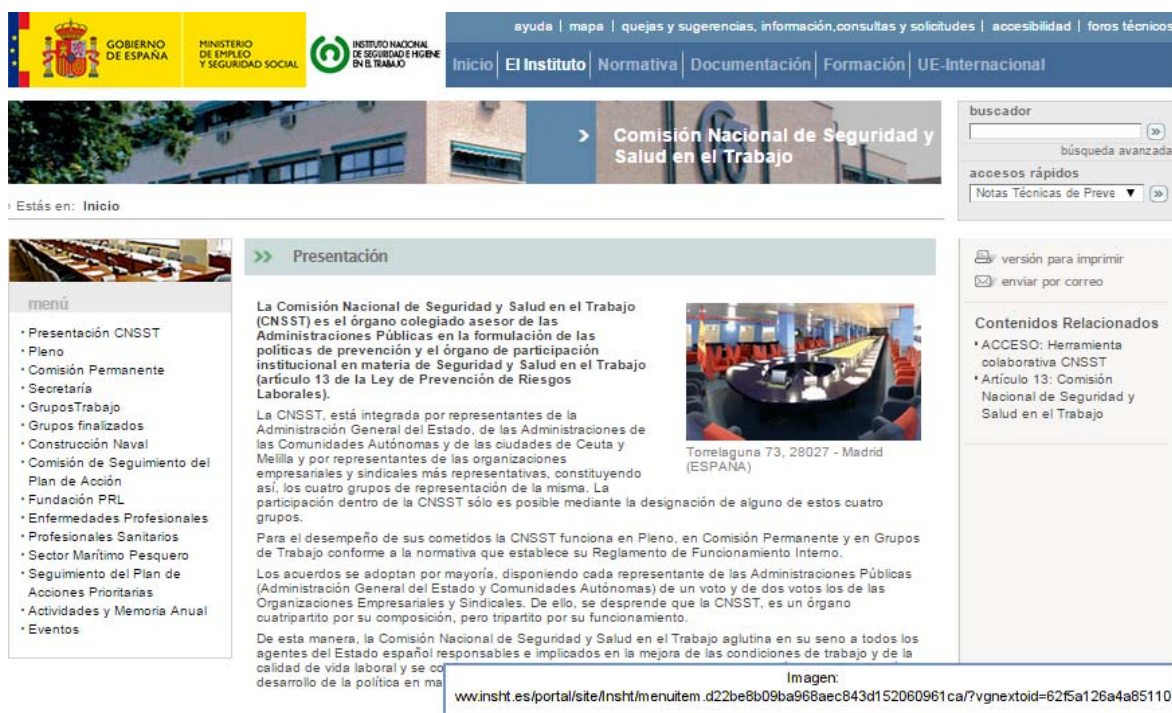 GOBIERNO
DE ESPAÑA
MINISTERIO
DE EMPLEO
Y SEGURIDAD SOCIAL
INSTITUTO NACIONAL
DE SEGURIDAD E HIGIENE
EN EL TRABAJO
ayuda | mapa | quejas y sugerencias, información,consultas y solicitudes | accesibilidad | foros técnicos
Inicio | El Instituto | Normativa | Documentación | Formación | UE-Internacional
Comisión Nacional de Seguridad y
Salud en el Trabajo
buscador
búsqueda avanzada
accesos rápidos
Notas Técnicas de Preve
Estás en: Inicio
menú
Presentación CNSST
Pleno
Comisión Permanente
Secretaría
GruposTrabajo
Grupos finalizados
Construcción Naval
Comisión de Seguimiento del
Plan de Acción
Fundación PRL
Enfermedades Profesionales
Profesionales Sanitarios
Sector Marítimo Pesquero
Seguimiento del Plan de
Acciones Prioritarias
Actividades y Memoria Anual
Eventos
Presentación
La Comisión Nacional de Seguridad y Salud en el Trabajo
(CNSST) es el órgano colegiado asesor de las
Administraciones Públicas en la formulación de las
políticas de prevención y el órgano de participación
institucional en materia de Seguridad y Salud en el Trabajo
(artículo 13 de la Ley de Prevención de Riesgos
Laborales).
La CNSST, está integrada por representantes de la
Administración General del Estado, de las Administraciones de
las Comunidades Autónomas y de las ciudades de Ceuta y
Melilla y por representantes de las organizaciones
empresariales y sindicales más representativas, constituyendo
así, los cuatro grupos de representación de la misma. La
participación dentro de la CNSST sólo es posible mediante la designación de alguno de estos cuatro
grupos.
Torrelaguna 73, 28027 - Madrid
(ESPAÑA)
Para el desempeño de sus cometidos la CNSST funciona en Pleno, en Comisión Permanente y en Grupos
de Trabajo conforme a la normativa que establece su Reglamento de Funcionamiento Interno.
Los acuerdos se adoptan por mayoría, disponiendo cada representante de las Administraciones Públicas
(Administración General del Estado y Comunidades Autónomas) de un voto y de dos votos los de las
Organizaciones Empresariales y Sindicales. De ello, se desprende que la CNSST, es un órgano
cuatripartito por su composición, pero tripartito por su funcionamiento.
De esta manera, la Comisión Nacional de Seguridad y Salud en el Trabajo aglutina en su seno a todos los
agentes del Estado español responsables e implicados en la mejora de las condiciones de trabajo y de la
calidad de vida laboral y se co
desarrollo de la política en ma
versión para imprimir
enviar por correo
Contenidos Relacionados
ACCESO: Herramienta
colaborativa CNSST
Artículo 13: Comisión
Nacional de Seguridad y
Salud en el Trabajo
Imagen:
ww.insht.es/portal/site/Insht/menuitem.d22be8b09ba968aec843d152060961ca/?vgnextoid=62f5a126a4a85110